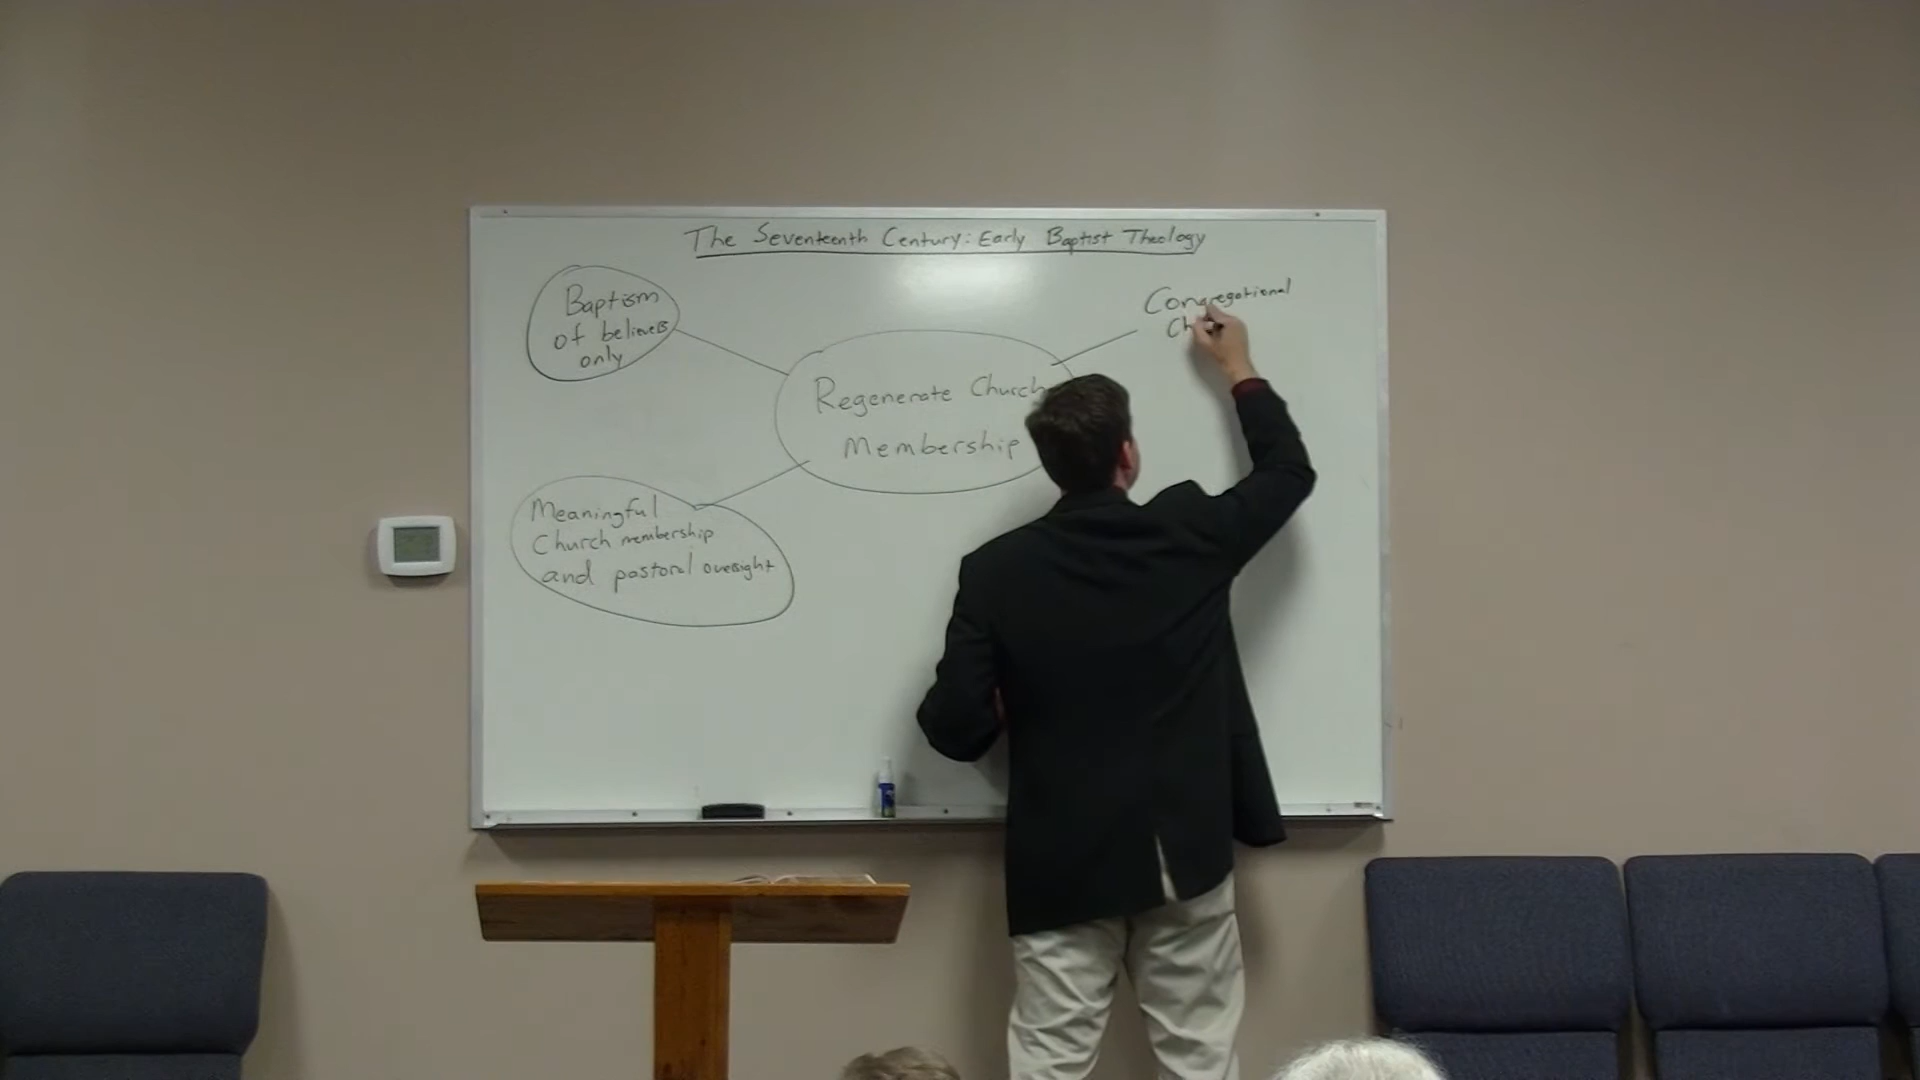 The Seventeenth Century: Early Baptist Theology
Baptism
of believers
only
Congregational
Regenerate Church
Membership
Meaningful
Church membership
and pastoral oversight